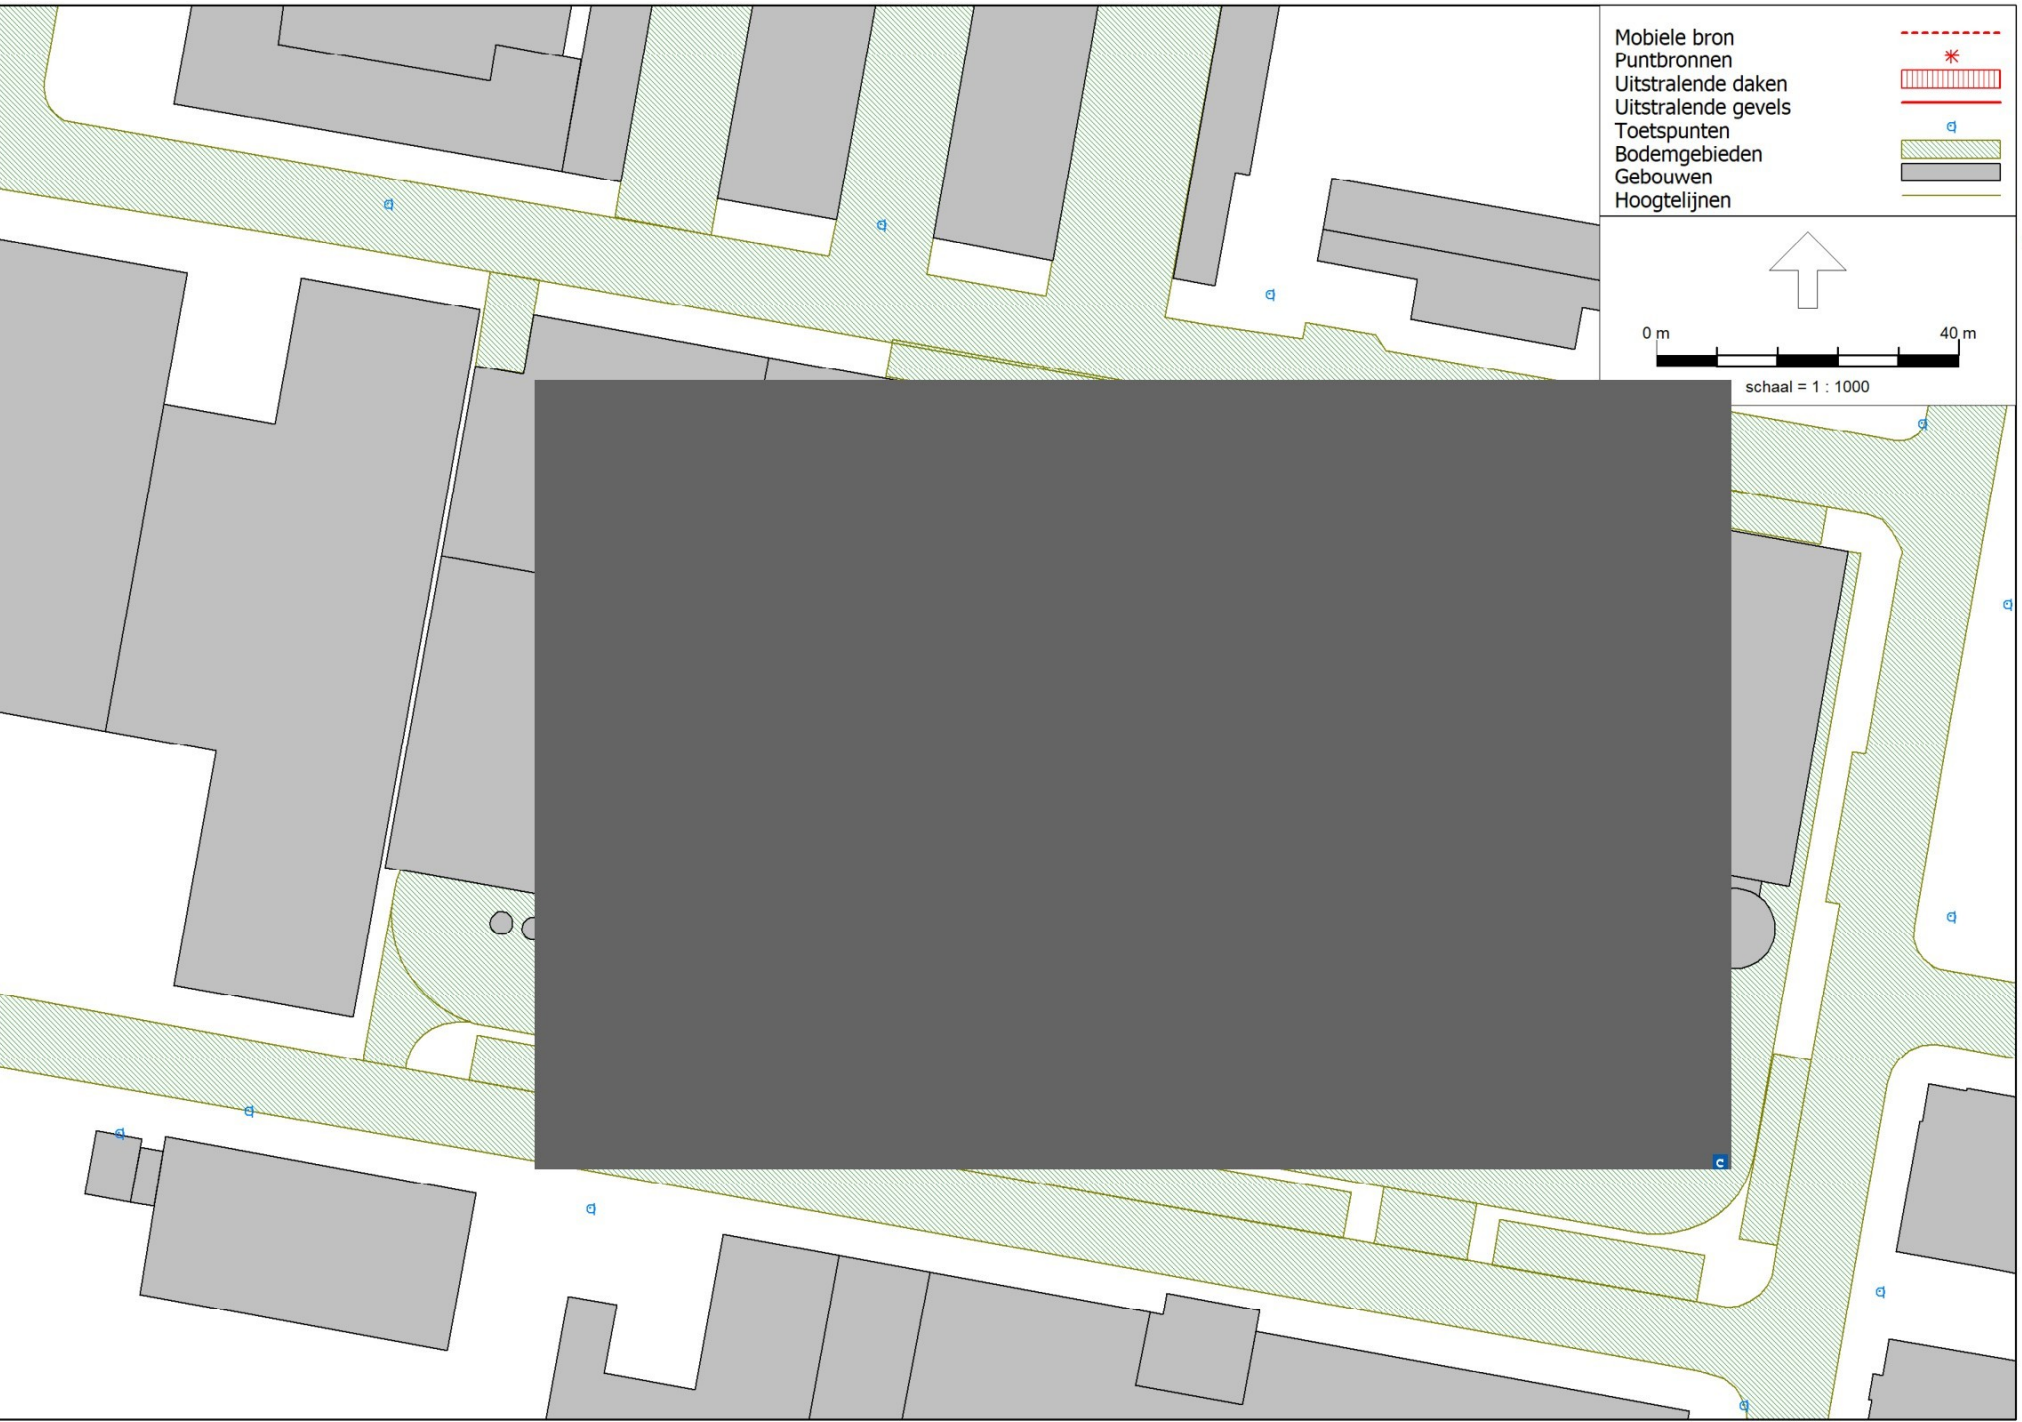 Mobiele bron
Puntbronnen
Uitstralende daken
Uitstralende gevels
Toetspunten
Bodemgebieden
Gebouwen
Hoogtelijnen
0 m 40 m
schaal = 1 : 1000
c